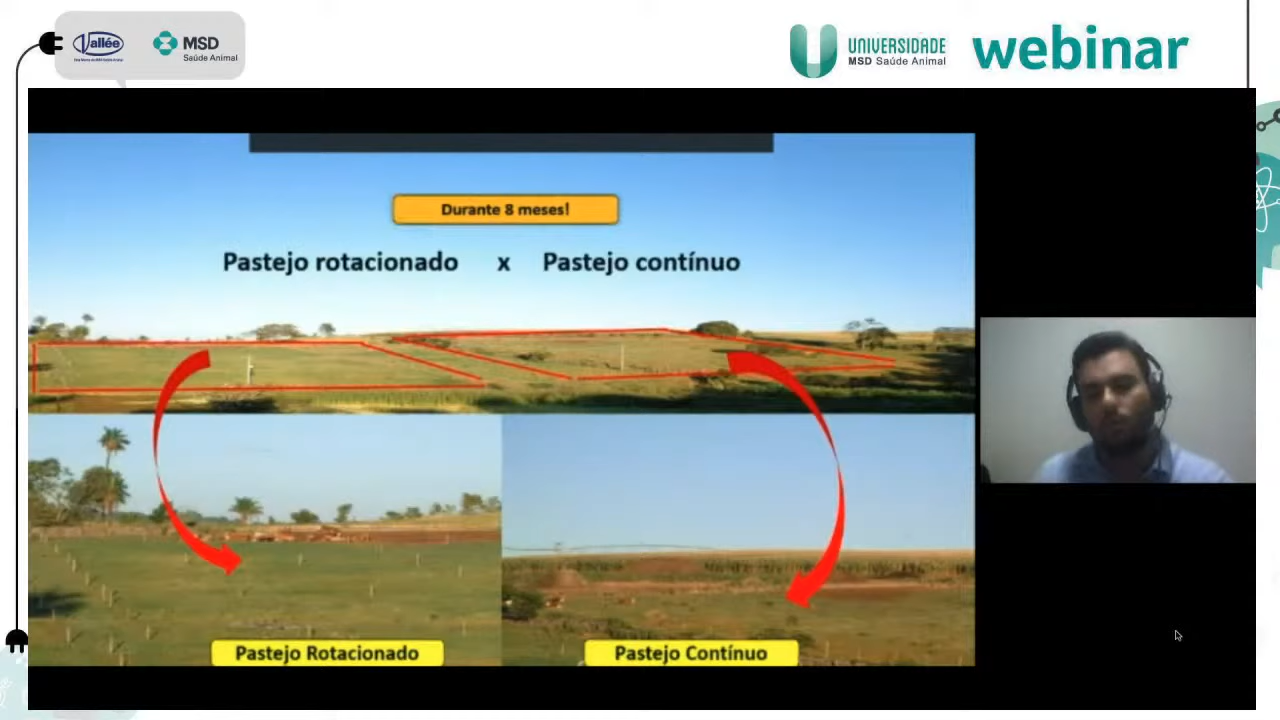 Vallée
MSD
Saúde Animal
UNIVERSIDADE
MSD Saúde Animal
webinar
Durante 8 meses!
Pastejo rotacionado x Pastejo contínuo
Pastejo Rotacionado
Pastejo Contínuo